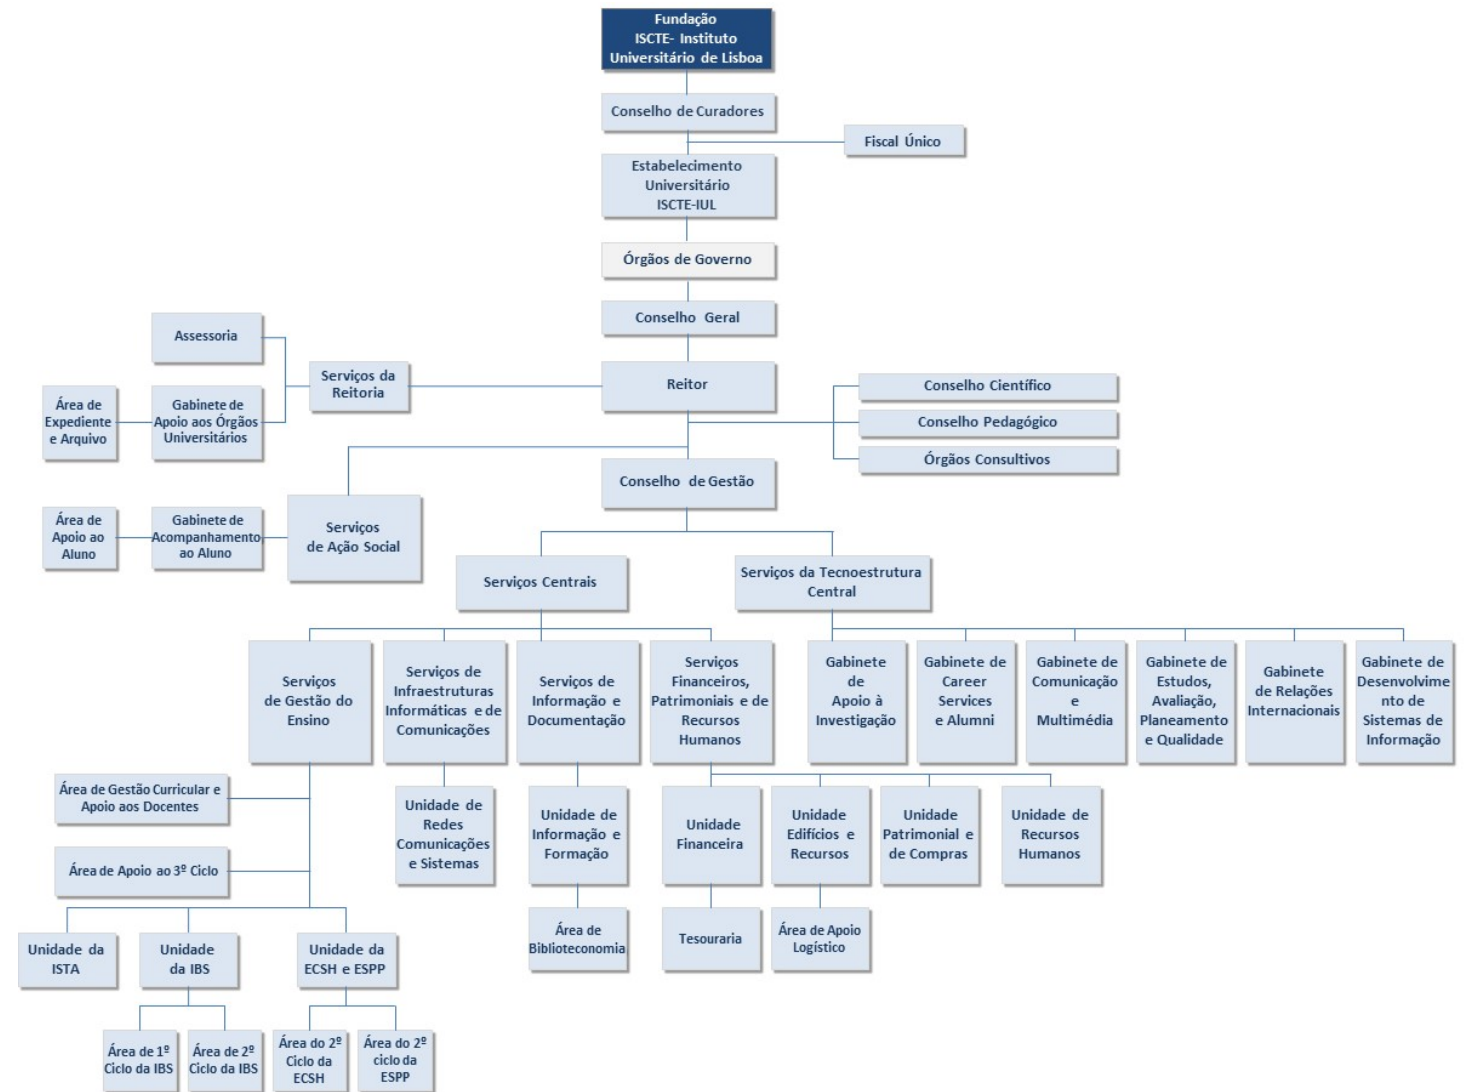 Fundação
ISCTE- Instituto
Universitário de Lisboa
Conselho de Curadores
Fiscal Único
Estabelecimento
Universitário
ISCTE-IUL
Órgãos de Governo
Conselho Geral
Assessoria
Serviços da
Reitoria
Reitor
Conselho Científico
Área de
Expediente
e Arquivo
Gabinete de
Apoio aos Órgãos
Universitários
Conselho Pedagógico
Órgãos Consultivos
Conselho de Gestão
Área de
Apoio ao
Aluno
Gabinete de
Acompanhamento
ao Aluno
Serviços
de Ação Social
Serviços Centrais
Serviços da Tecnoestrutura
Central
Serviços
de Gestão do
Ensino
Serviços de
Infraestruturas
Informáticas e de
Comunicações
Serviços de
Informação e
Documentação
Serviços
Financeiros,
Patrimoniais e de
Recursos
Humanos
Gabinete
de
Apoio à
Investigação
Gabinete de
Career
Services
e Alumni
Gabinete de
Comunicação
e
Multimédia
Gabinete de
Estudos,
Avaliação,
Planeamento
e Qualidade
Gabinete
de Relações
Internacionais
Gabinete de
Desenvolvime
nto de
Sistemas de
Informação
Área de Gestão Curricular e
Apoio aos Docentes
Unidade de
Redes
Comunicações
e Sistemas
Unidade de
Informação e
Formação
Unidade
Financeira
Unidade
Edifícios e
Recursos
Unidade
Patrimonial e
de Compras
Unidade de
Recursos
Humanos
Área de Apoio ao 3º Ciclo
Área de
Biblioteconomia
Tesouraria
Área de Apoio
Logístico
Unidade da
ISTA
Unidade
da IBS
Unidade da
ECSH e ESPP
Área de 1º
Ciclo da IBS
Área de 2º
Ciclo da IBS
Área do 2º
Ciclo da
ECSH
Área do 2º
ciclo da
ESPP